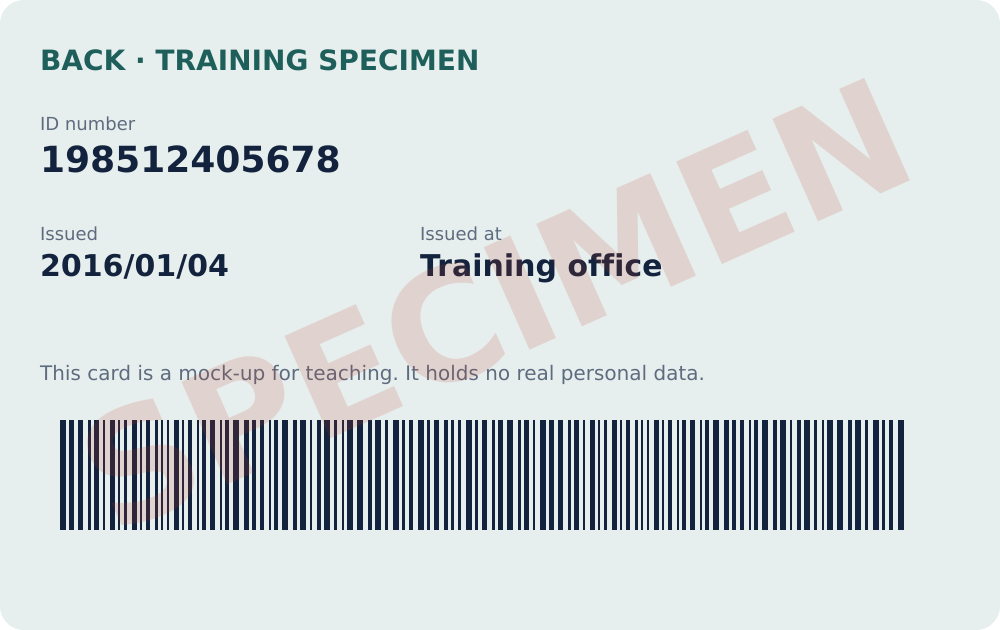 BACK · TRAINING SPECIMEN
ID number
198512405678
Issued
Issued at
2016/01/04
Training office
This card is a mock-up for teaching. It holds no real personal data.
SPECIMEN